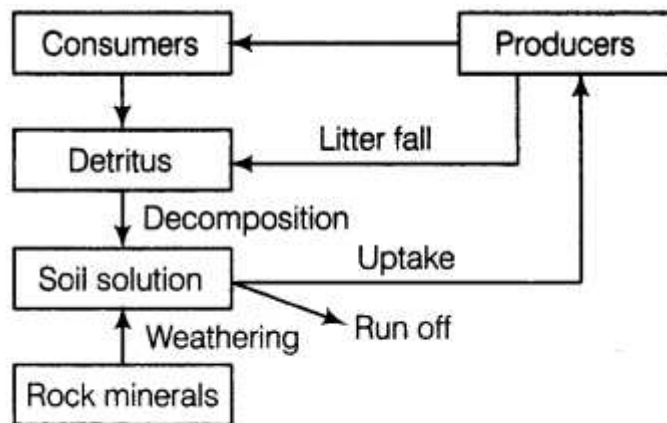 Consumers
Producers
Litter fall
Detritus
Decomposition
Uptake
Soil solution
Run off
Weathering
Rock minerals